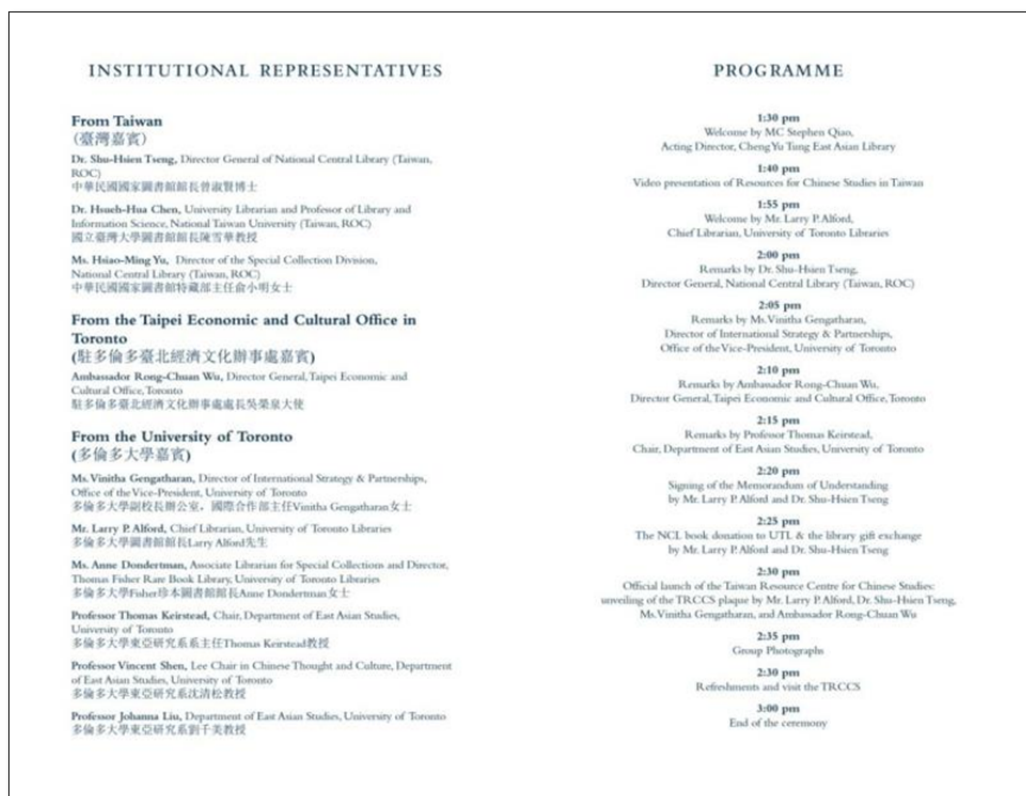 INSTITUTIONAL REPRESENTATIVES
From Taiwan
(臺灣嘉賓)
Dr. Shu-Hsien Tseng, Director General of National Central Library (Taiwan,
ROC)
中華民國國家圖書館館長曾淑賢博士
Dr. Hsueh-Hua Chen, University Librarian and Professor of Library and
Information Science, National Taiwan University (Taiwan, ROC)
國立臺灣大學圖書館館長陳雪華教授
Ms. Hsiao-Ming Yu, Director of the Special Collection Division,
National Central Library (Taiwan, ROC)
中華民國國家圖書館特藏部主任俞小明女士
From the Taipei Economic and Cultural Office in
Toronto
(駐多倫多臺北經濟文化辦事處嘉賓)
Ambassador Rong-Chuan Wu, Director General, Taipei Economic and
Cultural Office, Toronto
駐多倫多臺北經濟文化辦事處處長吳榮泉大使
From the University of Toronto
(多倫多大學嘉賓)
Ms. Vinitha Gengatharan, Director of International Strategy & Partnerships,
Office of the Vice-President, University of Toronto
多倫多大學副校長辦公室，國際合作部主任Vinitha Gengatharan女士
Mr. Larry P. Alford, Chief Librarian, University of Toronto Libraries
多倫多大學圖書館館長Larry Alford先生
Ms. Anne Dondertman, Associate Librarian for Special Collections and Director,
Thomas Fisher Rare Book Library, University of Toronto Libraries
多倫多大學Fisher珍本圖書館館長Anne Dondertman女士
Professor Thomas Keirstead, Chair, Department of East Asian Studies,
University of Toronto
多倫多大學東亞研究系系主任Thomas Keirstead教授
Professor Vincent Shen, Lee Chair in Chinese Thought and Culture, Department
of East Asian Studies, University of Toronto
多倫多大學東亞研究系沈清松教授
Professor Johanna Liu, Department of East Asian Studies, University of Toronto
多倫多大學東亞研究系劉千美教授
PROGRAMME
1:30 pm
Welcome by MC Stephen Qiao,
Acting Director, Cheng Yu Tung East Asian Library
1:40 pm
Video presentation of Resources for Chinese Studies in Taiwan
1:55 pm
Welcome by Mr. Larry P. Alford,
Chief Librarian, University of Toronto Libraries
2:00 pm
Remarks by Dr. Shu-Hsien Tseng,
Director General, National Central Library (Taiwan, ROC)
2:05 pm
Remarks by Ms. Vinitha Gengatharan,
Director of International Strategy & Partnerships,
Office of the Vice-President, University of Toronto
2:10 pm
Remarks by Ambassador Rong-Chuan Wu,
Director General, Taipei Economic and Cultural Office, Toronto
2:15 pm
Remarks by Professor Thomas Keirstead,
Chair, Department of East Asian Studies, University of Toronto
2:20 pm
Signing of the Memorandum of Understanding
by Mr. Larry P. Alford and Dr. Shu-Hsien Tseng
2:25 pm
The NCL book donation to UTL & the library gift exchange
by Mr. Larry P. Alford and Dr. Shu-Hsien Tseng
2:30 pm
Official launch of the Taiwan Resource Centre for Chinese Studies:
unveiling of the TRCCS plaque by Mr. Larry P. Alford, Dr. Shu-Hsien Tseng,
Ms. Vinitha Gengatharan, and Ambassador Rong-Chuan Wu
2:35 pm
Group Photographs
2:30 pm
Refreshments and visit the TRCCS
3:00 pm
End of the ceremony